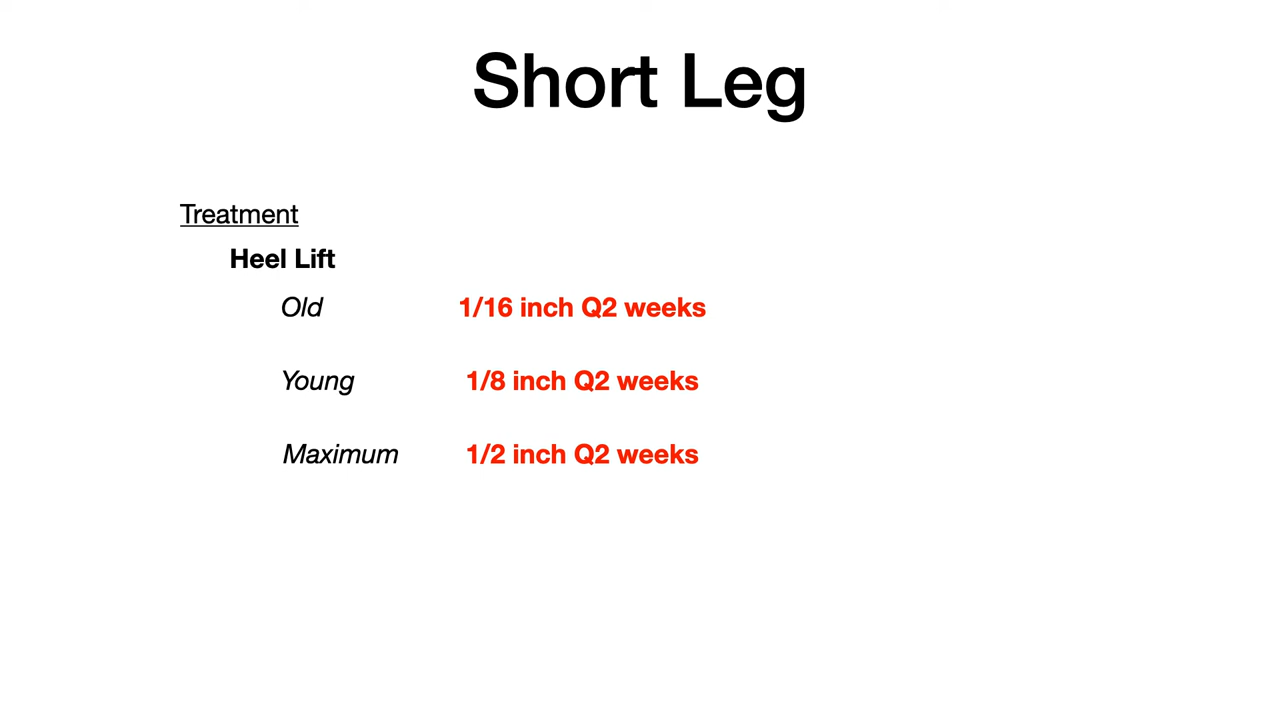 Short Leg
Treatment
Heel Lift
Old 1/16 inch Q2 weeks
Young 1/8 inch Q2 weeks
Maximum 1/2 inch Q2 weeks